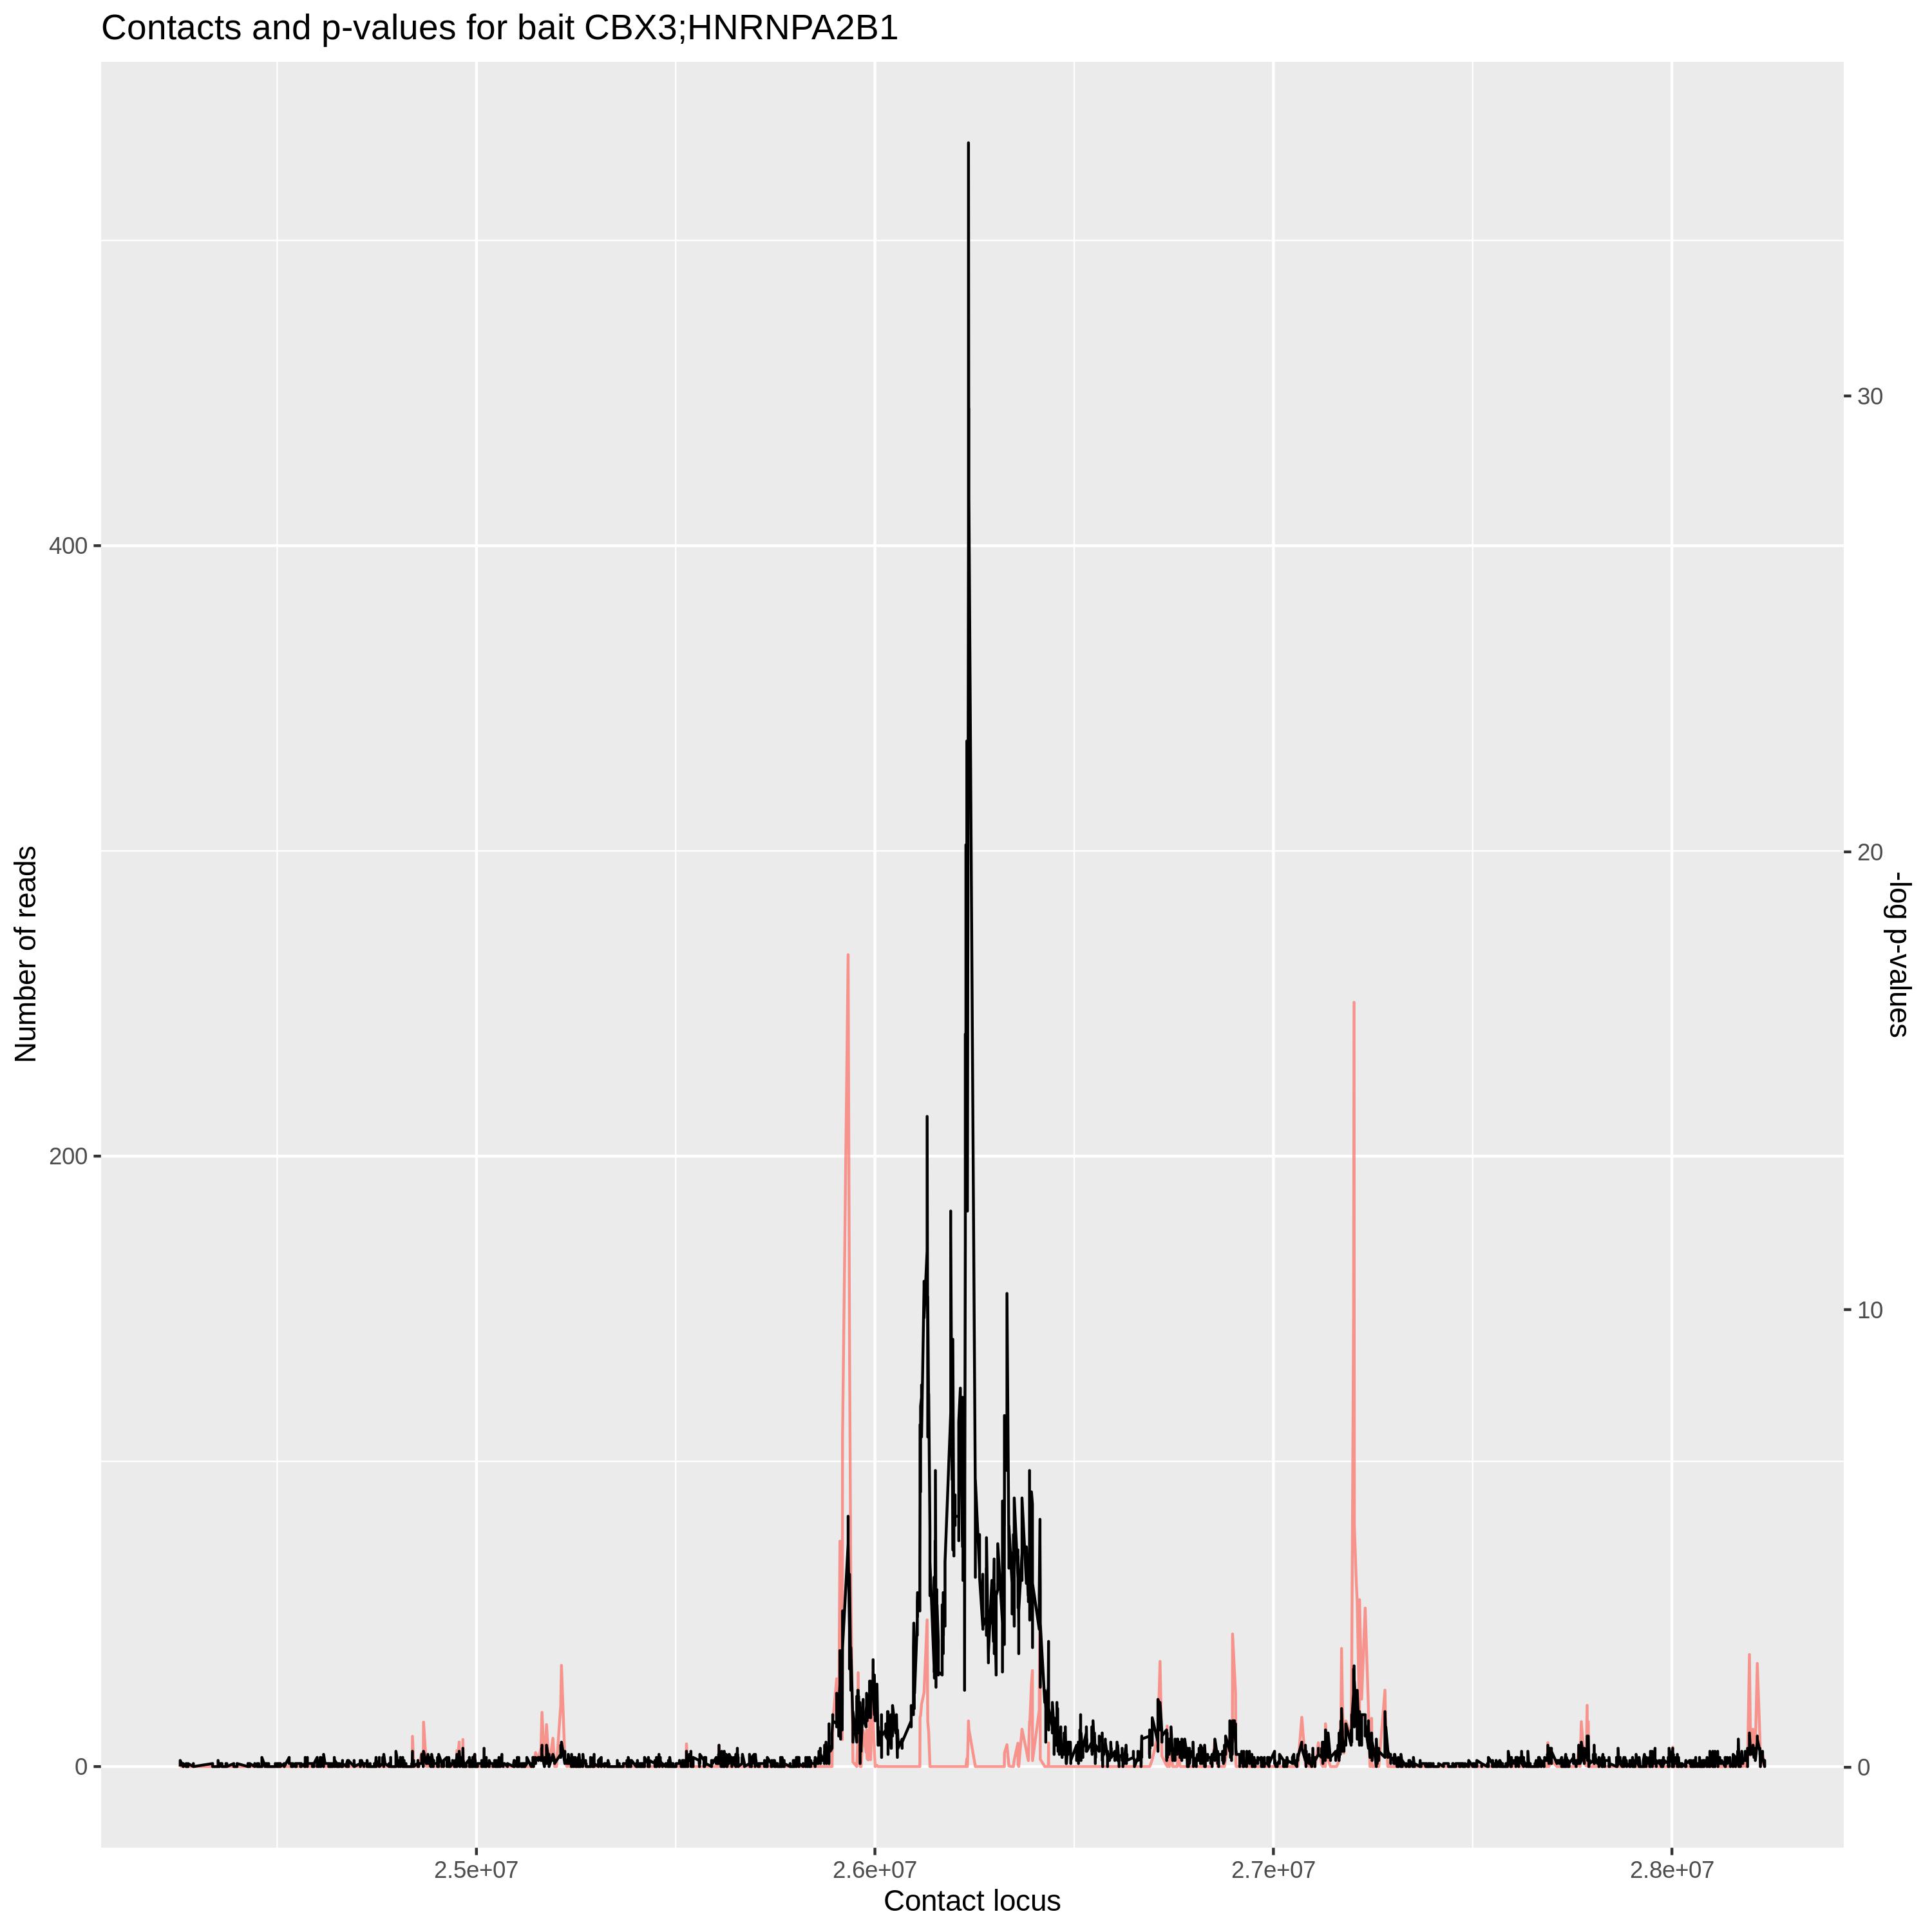 Contacts and p-values for bait CBX3;HNRNPA2B1
Number of reads
400
200
0
30
20
10
0
-log p-values
2.5e+07
2.6e+07
2.7e+07
2.8e+07
Contact locus